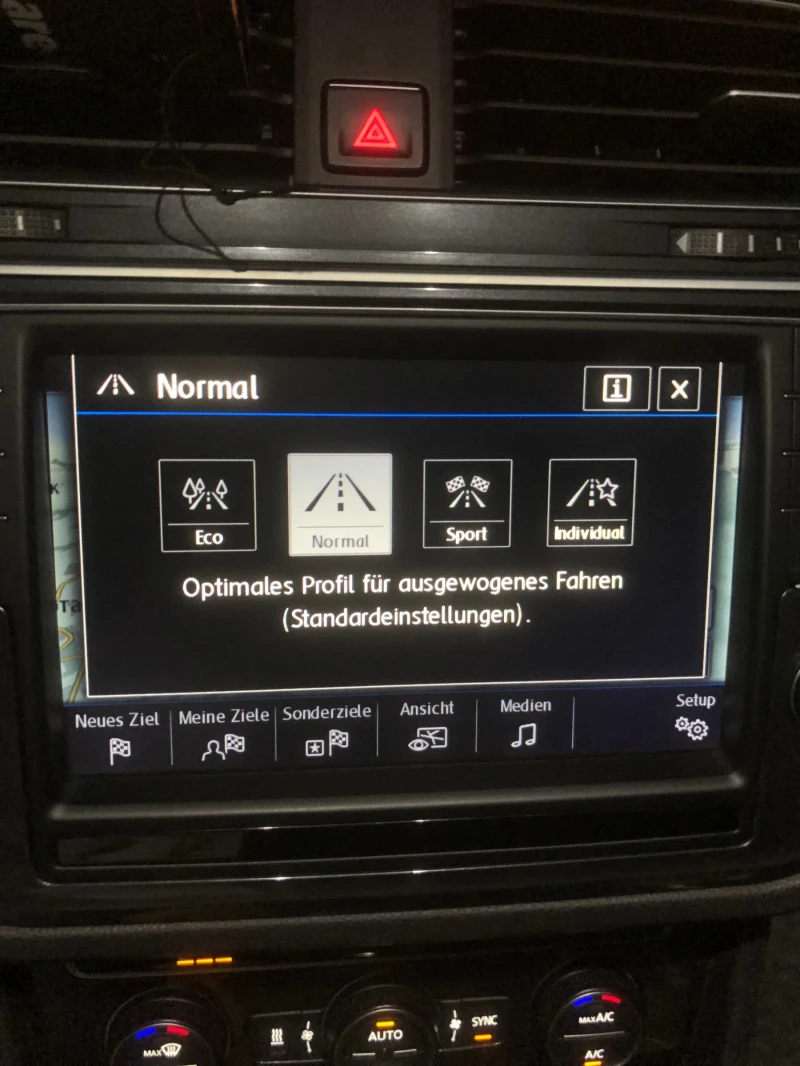 Normal
Eco
Normal
Sport
Individual
Optimales Profil für ausgewogenes Fahren
(Standardeinstellungen).
Neues Ziel
Meine Ziele
Sonderziele
Ansicht
Medien
Setup
MAX
AUTO
SYNC
MAX A/C
A/C